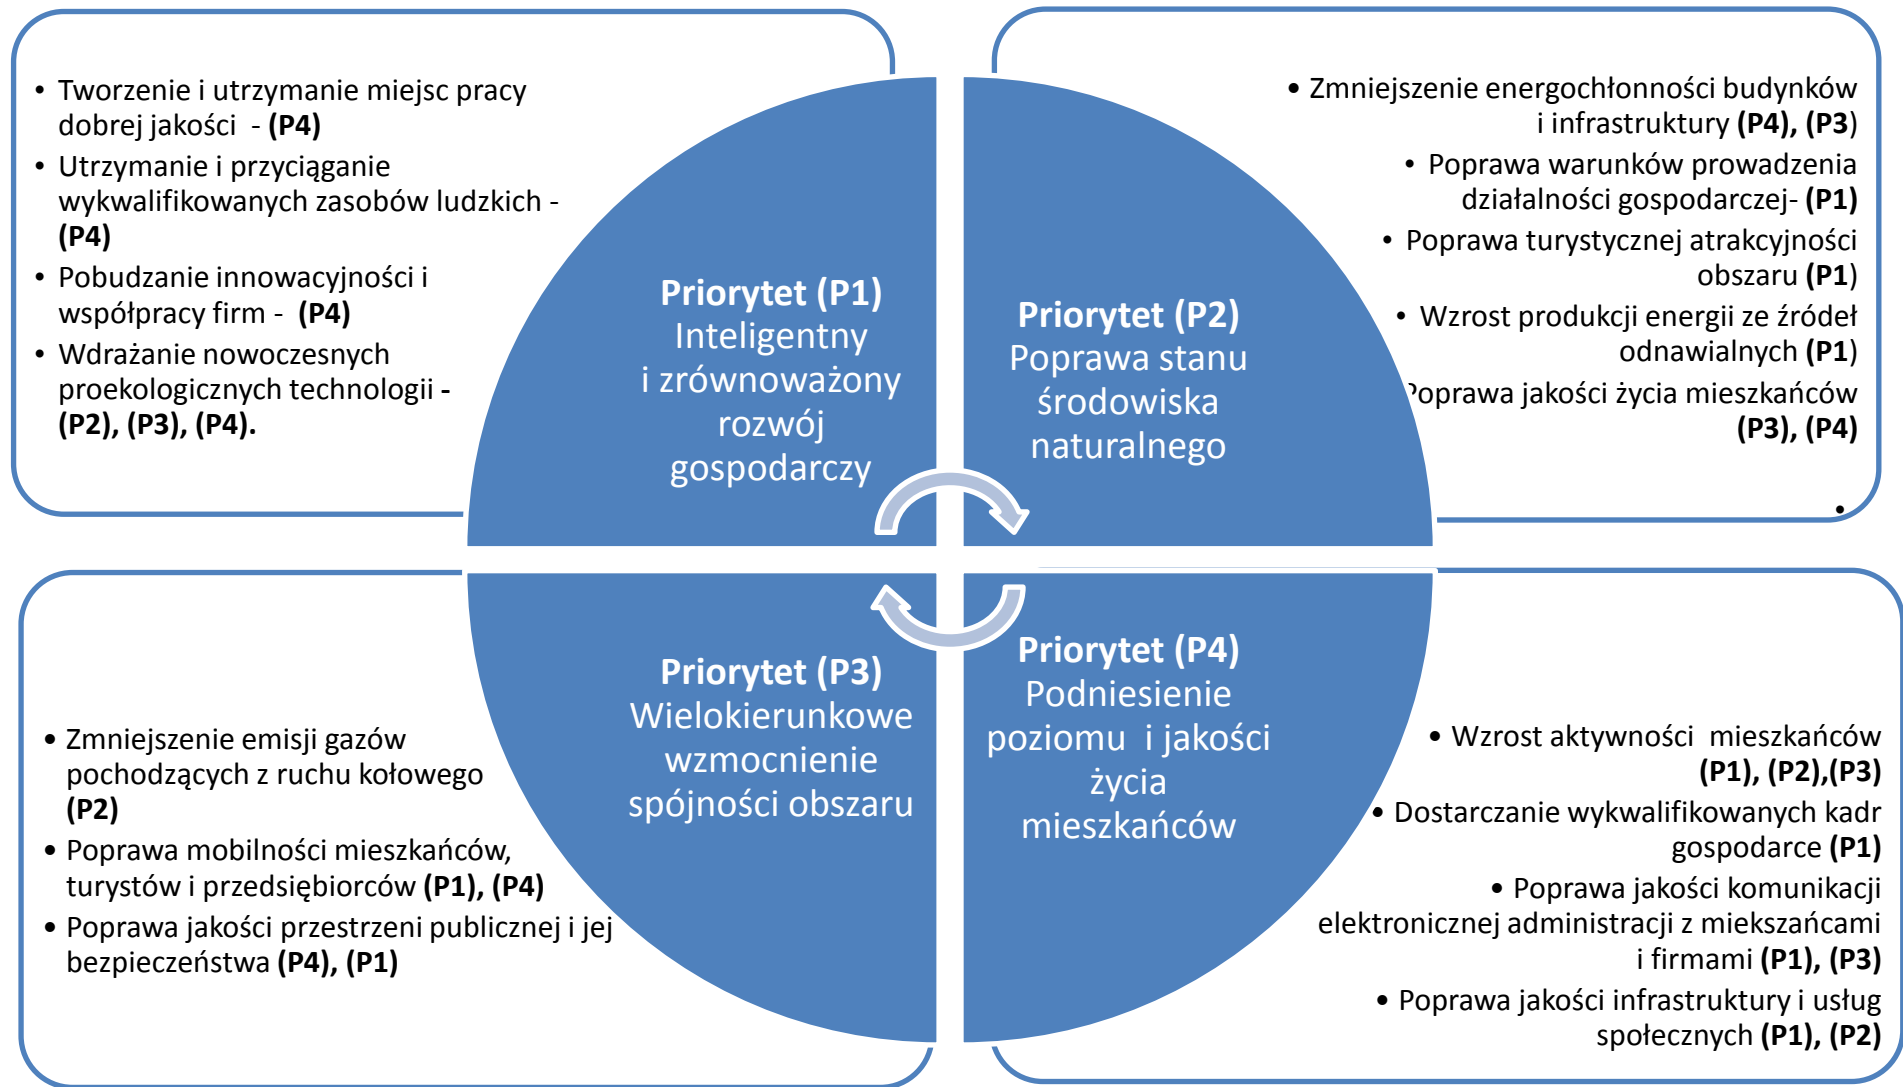 • Tworzenie i utrzymanie miejsc pracy
dobrej jakości - (P4)
• Utrzymanie i przyciąganie
wykwalifikowanych zasobów ludzkich -
(P4)
• Pobudzanie innowacyjności i
współpracy firm - (P4)
• Wdrażanie nowoczesnych
proekologicznych technologii -
(P2), (P3), (P4).
Priorytet (P1)
Inteligentny
i zrównoważony
rozwój
gospodarczy
Priorytet (P2)
Poprawa stanu
środowiska
naturalnego
• Zmniejszenie energochłonności budynków
i infrastruktury (P4), (P3)
• Poprawa warunków prowadzenia
działalności gospodarczej- (P1)
• Poprawa turystycznej atrakcyjności
obszaru (P1)
• Wzrost produkcji energii ze źródeł
odnawialnych (P1)
Poprawa jakości życia mieszkańców
(P3), (P4)
•
• Zmniejszenie emisji gazów
pochodzących z ruchu kołowego
(P2)
• Poprawa mobilności mieszkańców,
turystów i przedsiębiorców (P1), (P4)
• Poprawa jakości przestrzeni publicznej i jej
bezpieczeństwa (P4), (P1)
Priorytet (P3)
Wielokierunkowe
wzmocnienie
spójności obszaru
Priorytet (P4)
Podniesienie
poziomu i jakości
życia
mieszkańców
• Wzrost aktywności mieszkańców
(P1), (P2),(P3)
• Dostarczanie wykwalifikowanych kadr
gospodarce (P1)
• Poprawa jakości komunikacji
elektronicznej administracji z miekszańcami
i firmami (P1), (P3)
• Poprawa jakości infrastruktury i usług
społecznych (P1), (P2)